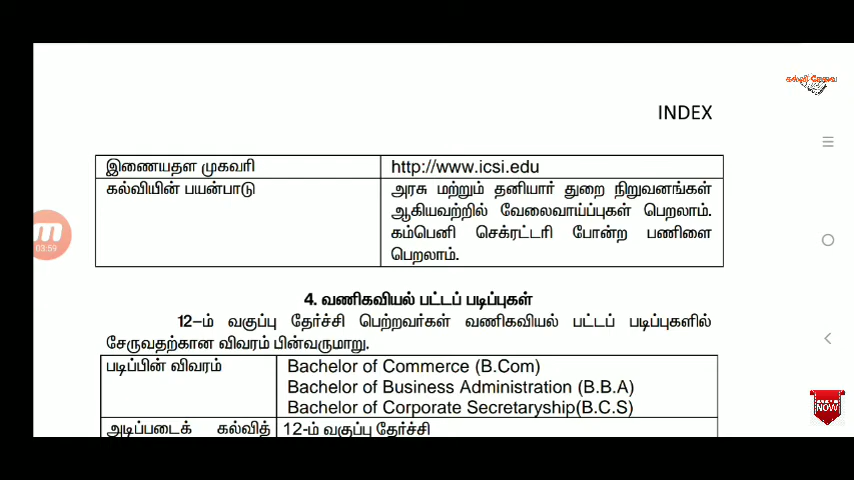 கல்வி சேவை
INDEX
இணையதள முகவரி http://www.icsi.edu
கல்வியின் பயன்பாடு அரசு மற்றும் தனியார் துறை நிறுவனங்கள்
ஆகியவற்றில் வேலைவாய்ப்புகள் பெறலாம்.
கம்பெனி செக்ரட்டரி போன்ற பணிளை
பெறலாம்.
03:59
4. வணிகவியல் பட்டப் படிப்புகள்
12-ம் வகுப்பு தேர்ச்சி பெற்றவர்கள் வணிகவியல் பட்டப் படிப்புகளில்
சேருவதற்கான விவரம் பின்வருமாறு.
படிப்பின் விவரம் Bachelor of Commerce (B.Com)
Bachelor of Business Administration (B.B.A)
Bachelor of Corporate Secretaryship(B.C.S)
அடிப்படைக் கல்வித் 12-ம் வகுப்பு தேர்ச்சி
NOW